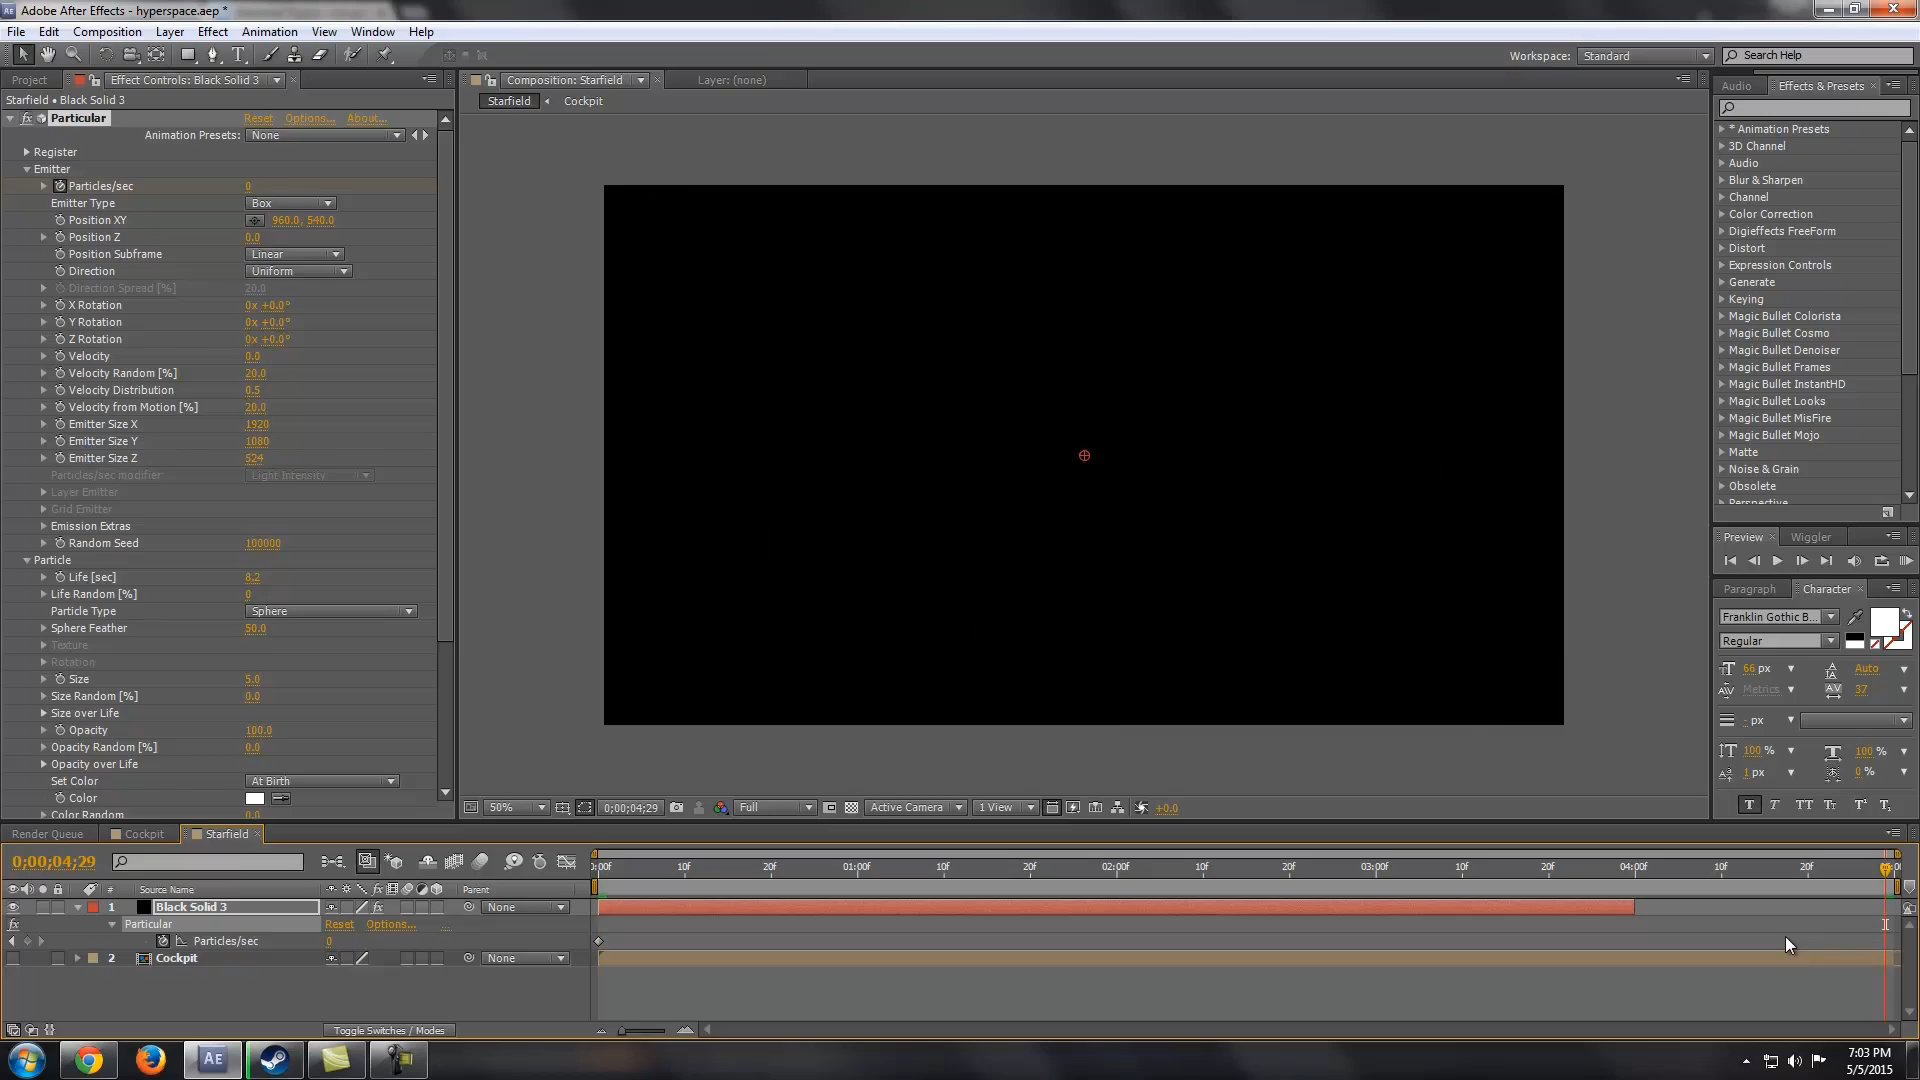 Adobe After Effects - hyperspace.aep *
File Edit Composition Layer Effect Animation View Window Help
Workspace: Standard Search Help
Project Effect Controls: Black Solid 3 Composition: Starfield Layer: (none) Audio Effects & Presets
Starfield • Black Solid 3
Starfield Cockpit
Particular Reset Options... About...
Animation Presets: None
Register
Emitter
Particles/sec 0
Emitter Type Box
Position XY 960.0, 540.0
Position Z 0.0
Position Subframe Linear
Direction Uniform
Direction Spread [%] 20.0
X Rotation 0x +0.0°
Y Rotation 0x +0.0°
Z Rotation 0x +0.0°
Velocity 0.0
Velocity Random [%] 20.0
Velocity Distribution 0.5
Velocity from Motion [%] 20.0
Emitter Size X 1920
Emitter Size Y 1080
Emitter Size Z 524
Particles/sec modifier Light Intensity
Layer Emitter
Grid Emitter
Emission Extras
Random Seed 100000
Particle
Life [sec] 8.2
Life Random [%] 0
Particle Type Sphere
Sphere Feather 50.0
Texture
Rotation
Size 5.0
Size Random [%] 0.0
Size over Life
Opacity 100.0
Opacity Random [%] 0.0
Opacity over Life
Set Color At Birth
Color
Color Random 0.0
50% 0;00;04;29 Full Active Camera 1 View +0.0
* Animation Presets
3D Channel
Audio
Blur & Sharpen
Channel
Color Correction
Digieffects FreeForm
Distort
Expression Controls
Generate
Keying
Magic Bullet Colorista
Magic Bullet Cosmo
Magic Bullet Denoiser
Magic Bullet Frames
Magic Bullet InstantHD
Magic Bullet Looks
Magic Bullet MisFire
Magic Bullet Mojo
Matte
Noise & Grain
Obsolete
Perspective
Preview Wiggler
Paragraph Character
Franklin Gothic B...
Regular
66 px Auto
Metrics 37
- px
100 % 100 %
1 px 0 %
T T TT Tt T¹ T₁
Render Queue Cockpit Starfield
0;00;04;29 :00f 10f 20f 01:00f 10f 20f 02:00f 10f 20f 03:00f 10f 20f 04:00f 10f 20f
# Source Name Parent
1 Black Solid 3 None
Particular Reset Options... ...
Particles/sec 0
2 Cockpit None
Toggle Switches / Modes
7:03 PM
5/5/2015